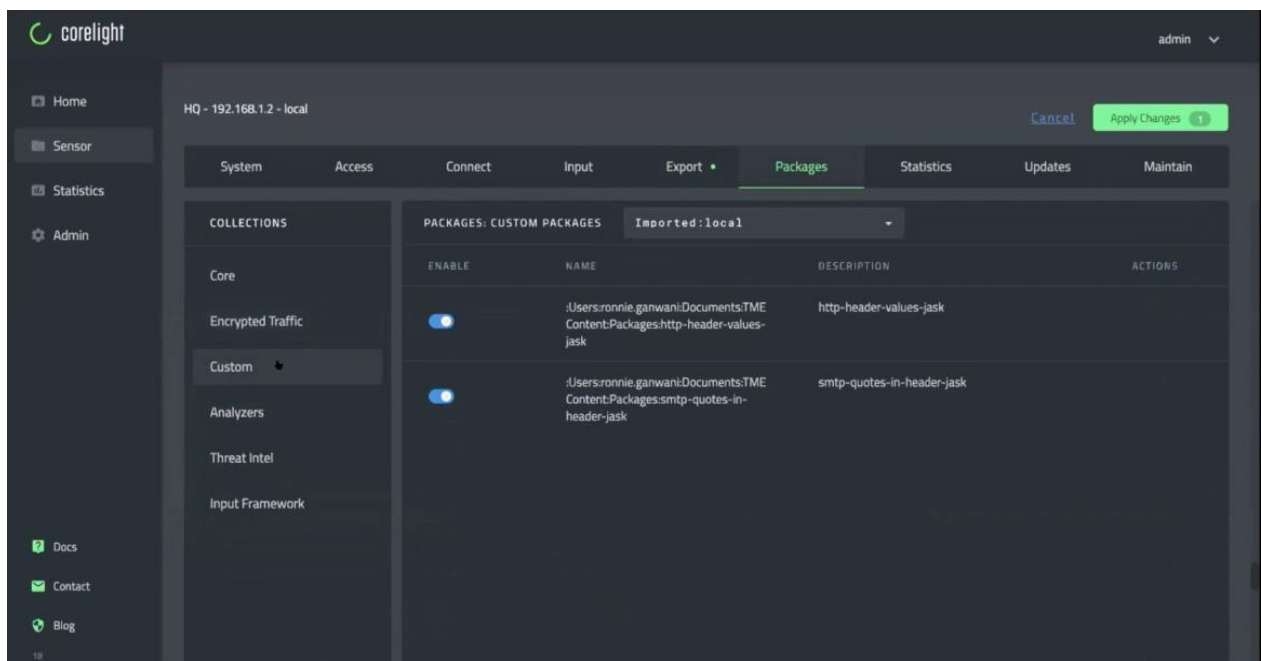 corelight
admin
Home
Sensor
Statistics
Admin
HQ - 192.168.1.2 - local
Cancel
Apply Changes 1
System Access Connect Input Export Packages Statistics Updates Maintain
COLLECTIONS
Core
Encrypted Traffic
Custom
Analyzers
Threat Intel
Input Framework
PACKAGES: CUSTOM PACKAGES Imported:local
ENABLE NAME DESCRIPTION ACTIONS
:Users:ronnie.ganwani:Documents:TME
Content:Packages:http-header-values-
jask
http-header-values-jask
:Users:ronnie.ganwani:Documents:TME
Content:Packages:smtp-quotes-in-
header-jask
smtp-quotes-in-header-jask
Docs
Contact
Blog